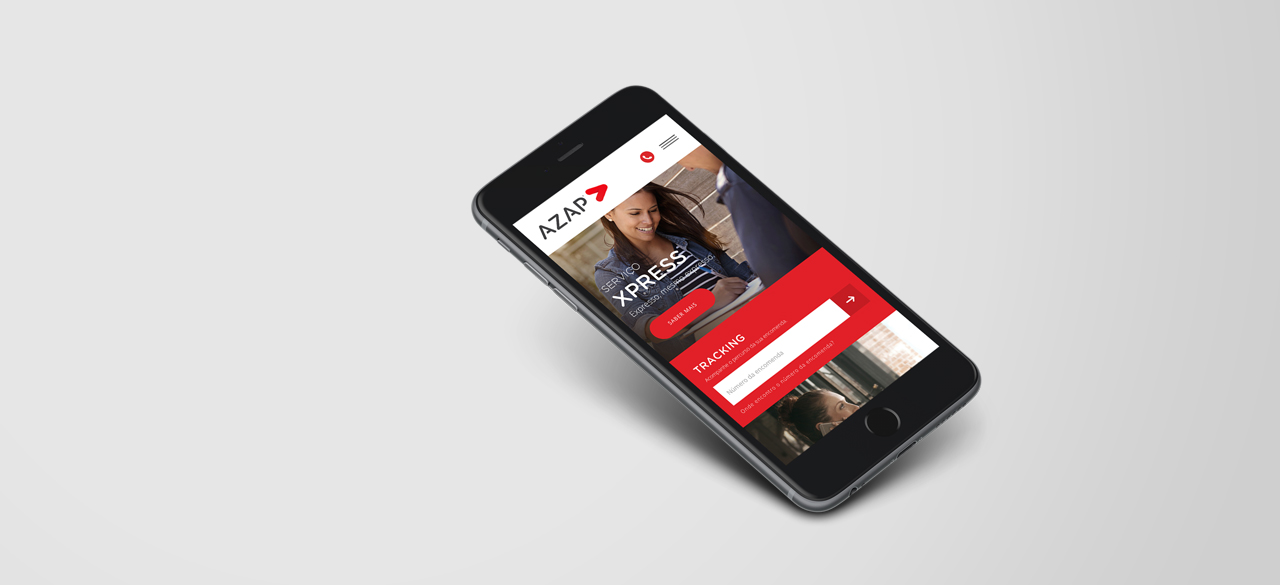 AZAP
SERVIÇO
XPRESS
Expresso, mesmo expresso.
SABER MAIS
TRACKING
Acompanhe o percurso da sua encomenda
Número da encomenda
Onde encontro o número da encomenda?